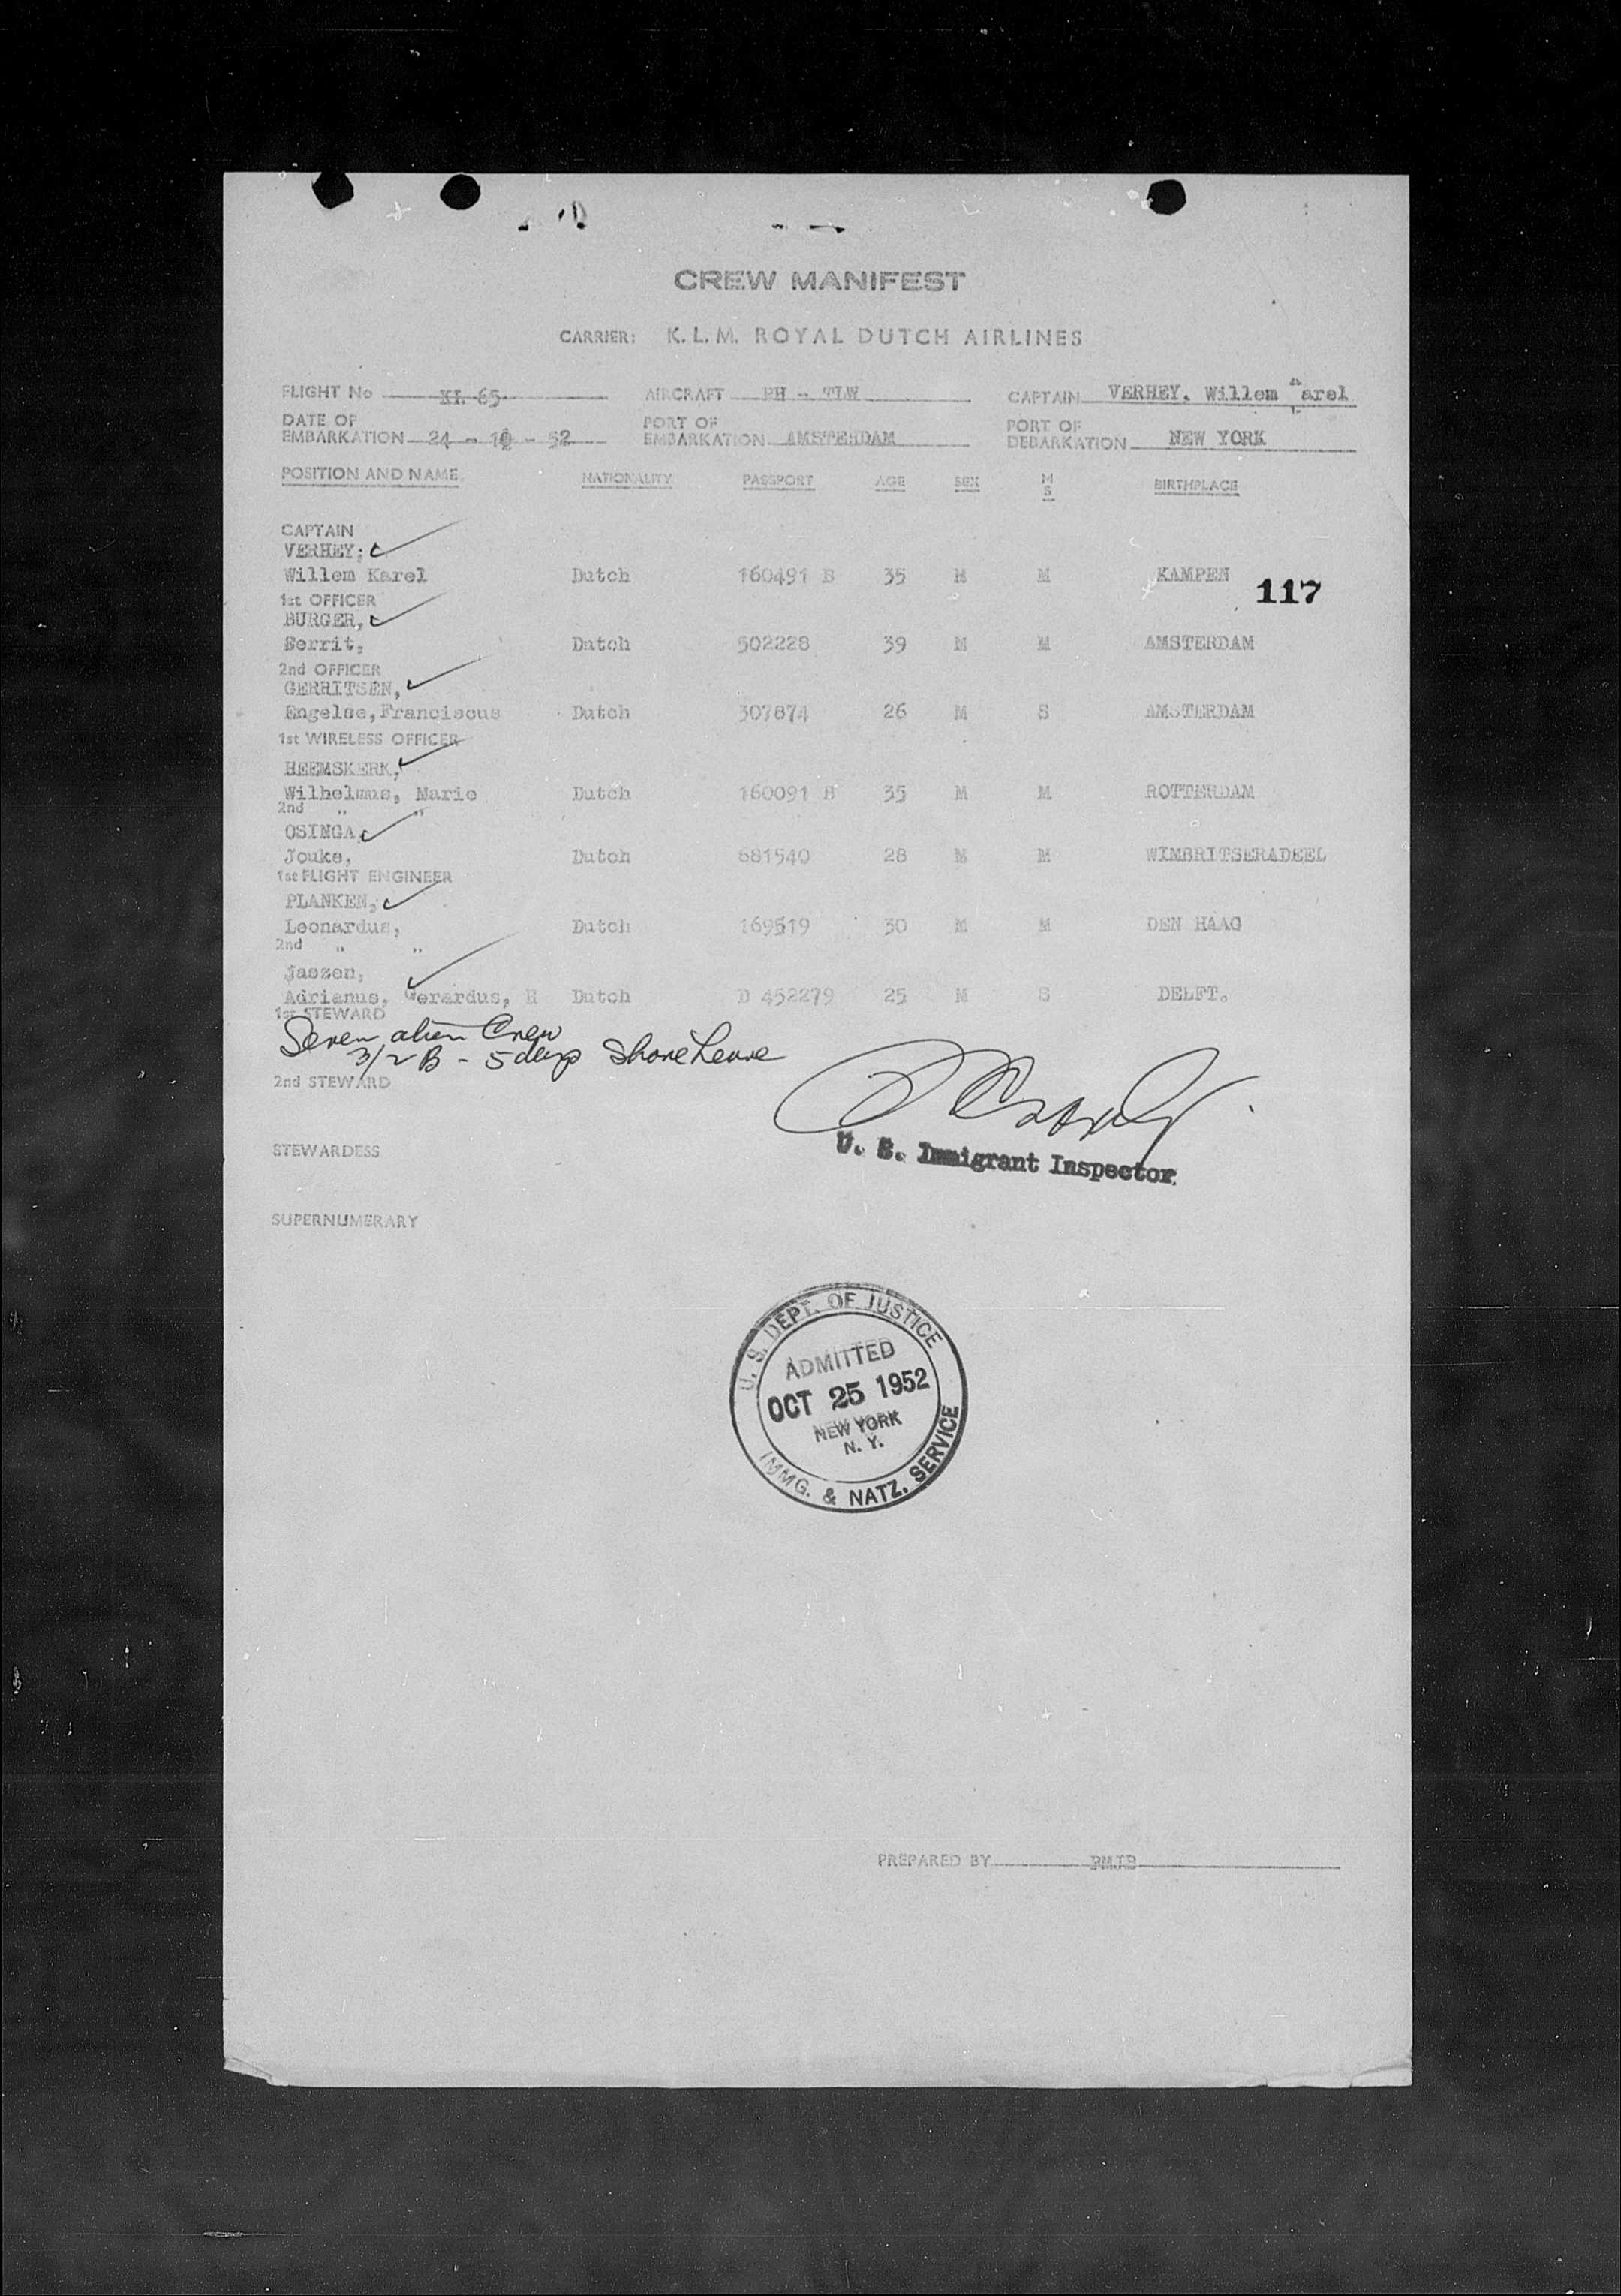 CREW MANIFEST
CARRIER: K. L. M. ROYAL DUTCH AIRLINES
FLIGHT No KL 65 AIRCRAFT PH - TLW CAPTAIN VERHEY, Willem Karel
DATE OF EMBARKATION 24 - 10 - 52 PORT OF EMBARKATION AMSTERDAM PORT OF DEBARKATION NEW YORK
POSITION AND NAME NATIONALITY PASSPORT AGE SEX M S BIRTHPLACE
CAPTAIN
VERHEY;
Willem Karel Dutch 160491 B 35 M M KAMPEN
117
1st OFFICER
BURGER,
Gerrit, Dutch 502228 39 M M AMSTERDAM
2nd OFFICER
GERRITSEN,
Engelse, Franciscus Dutch 307874 26 M S AMSTERDAM
1st WIRELESS OFFICER
HEEMSKERK,
Wilhelmus, Marie Dutch 160091 B 35 M M ROTTERDAM
2nd " "
OSINGA,
Jouke, Dutch 681540 28 M M WIMBRITSERADEEL
1st FLIGHT ENGINEER
PLANKEN,
Leonardus, Dutch 169519 30 M M DEN HAAG
2nd " "
Jaszen,
Adrianus, Gerardus, H Dutch D 452279 25 M S DELFT.
1st STEWARD
Seven alien Crew
3/2 B - 5 days Shore Leave
2nd STEWARD
U. S. Immigrant Inspector
STEWARDESS
SUPERNUMERARY
U. S. DEPT. OF JUSTICE
ADMITTED
OCT 25 1952
NEW YORK
N. Y.
IMMG. & NATZ. SERVICE
PREPARED BY